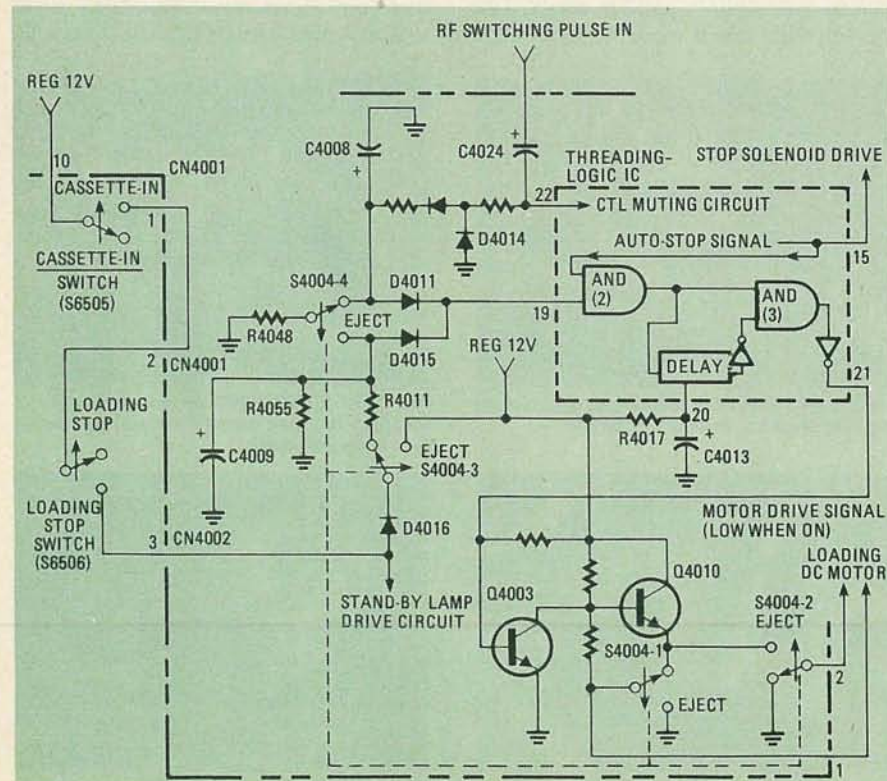 RF SWITCHING PULSE IN
REG 12V
10
CN4001
CASSETTE-IN
1
CASSETTE-IN
SWITCH
(S6505)
C4008
+
+
C4024
THREADING-
LOGIC IC
STOP SOLENOID DRIVE
22
CTL MUTING CIRCUIT
D4014
AUTO-STOP SIGNAL
15
S4004-4
D4011
AND
(2)
AND
(3)
R4048
EJECT
19
D4015
REG 12V
DELAY
21
2
CN4001
LOADING
STOP
R4055
R4011
20
R4017
+
C4013
+
C4009
EJECT
S4004-3
LOADING
STOP
SWITCH
(S6506)
3
CN4002
D4016
MOTOR DRIVE SIGNAL
(LOW WHEN ON)
LOADING
DC MOTOR
STAND-BY LAMP
DRIVE CIRCUIT
Q4003
Q4010
S4004-2
EJECT
S4004-1
2
EJECT
1